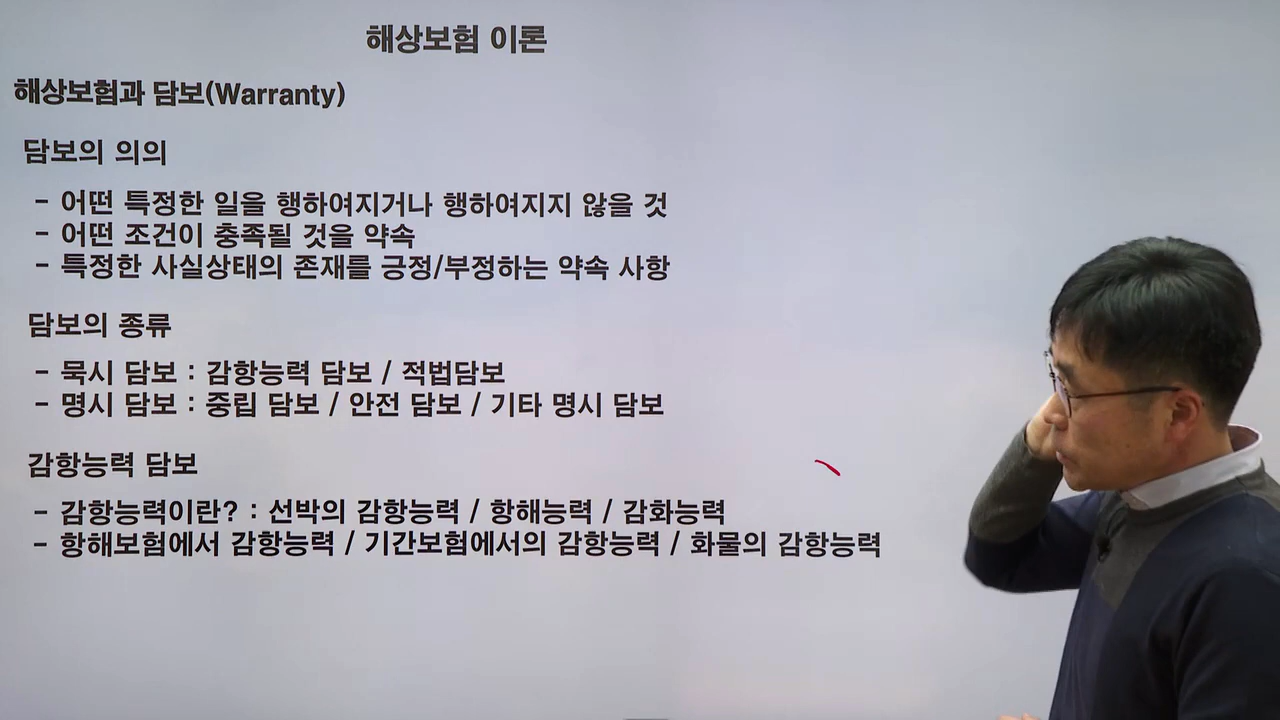 해상보험 이론
해상보험과 담보(Warranty)
담보의 의의
- 어떤 특정한 일을 행하여지거나 행하여지지 않을 것
- 어떤 조건이 충족될 것을 약속
- 특정한 사실상태의 존재를 긍정/부정하는 약속 사항
담보의 종류
- 묵시 담보 : 감항능력 담보 / 적법담보
- 명시 담보 : 중립 담보 / 안전 담보 / 기타 명시 담보
감항능력 담보
- 감항능력이란? : 선박의 감항능력 / 항해능력 / 감화능력
- 항해보험에서 감항능력 / 기간보험에서의 감항능력 / 화물의 감항능력